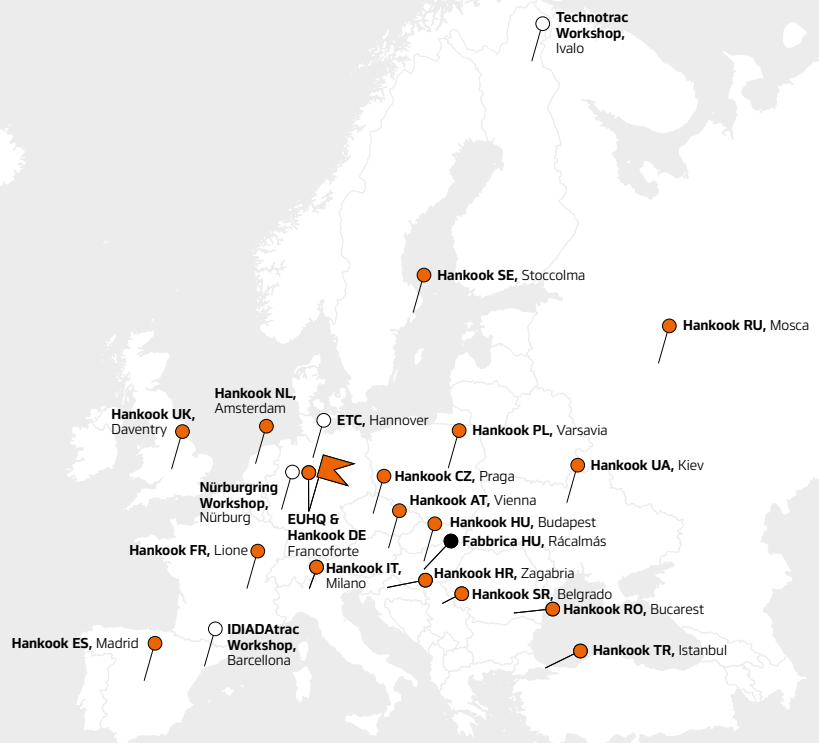 Technotrac
Workshop,
Ivalo
Hankook SE, Stoccolma
Hankook RU, Mosca
Hankook NL,
Amsterdam
Hankook UK,
Daventry
ETC, Hannover
Hankook PL, Varsavia
Hankook UA, Kiev
Hankook CZ, Praga
Nürburgring
Workshop,
Nürburg
Hankook AT, Vienna
EUHQ &
Hankook DE
Francoforte
Hankook HU, Budapest
Fabbrica HU, Rácalmás
Hankook FR, Lione
Hankook IT,
Milano
Hankook HR, Zagabria
Hankook SR, Belgrado
Hankook RO, Bucarest
IDIADAtrac
Workshop,
Barcellona
Hankook ES, Madrid
Hankook TR, Istanbul